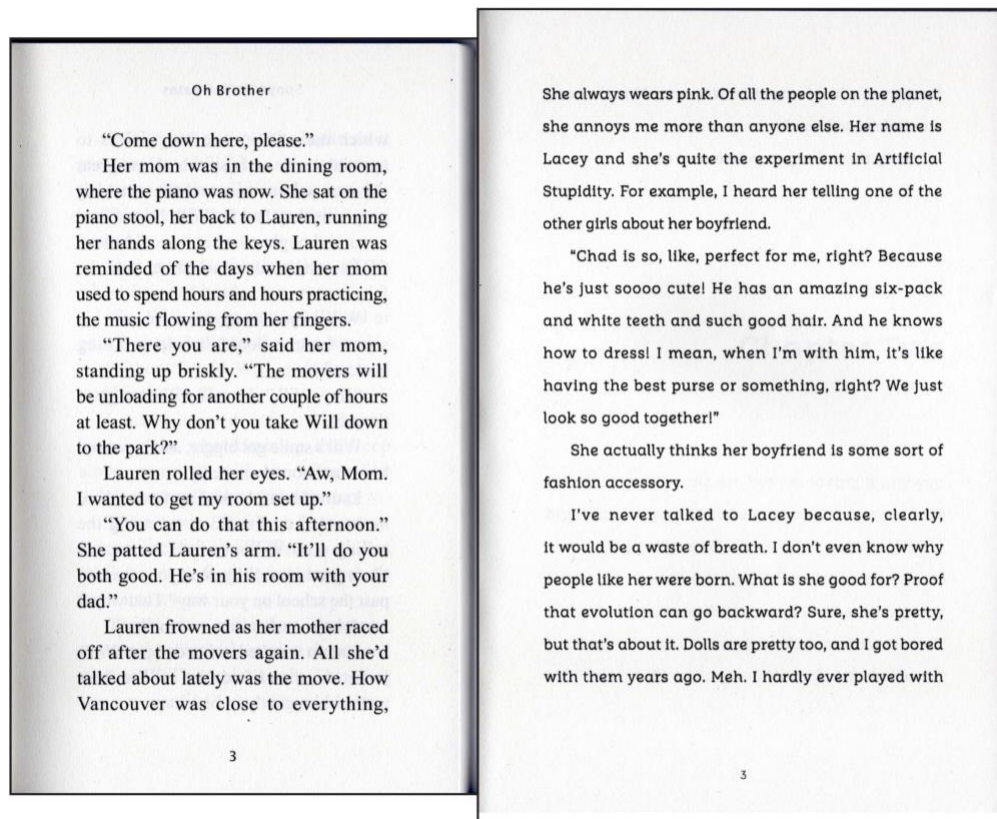 Oh Brother
“Come down here, please.”
Her mom was in the dining room,
where the piano was now. She sat on the
piano stool, her back to Lauren, running
her hands along the keys. Lauren was
reminded of the days when her mom
used to spend hours and hours practicing,
the music flowing from her fingers.
“There you are,” said her mom,
standing up briskly. “The movers will
be unloading for another couple of hours
at least. Why don’t you take Will down
to the park?”
Lauren rolled her eyes. “Aw, Mom.
I wanted to get my room set up.”
“You can do that this afternoon.”
She patted Lauren’s arm. “It’ll do you
both good. He’s in his room with your
dad.”
Lauren frowned as her mother raced
off after the movers again. All she’d
talked about lately was the move. How
Vancouver was close to everything,
3
She always wears pink. Of all the people on the planet,
she annoys me more than anyone else. Her name is
Lacey and she’s quite the experiment in Artificial
Stupidity. For example, I heard her telling one of the
other girls about her boyfriend.
“Chad is so, like, perfect for me, right? Because
he’s just soooo cute! He has an amazing six-pack
and white teeth and such good hair. And he knows
how to dress! I mean, when I’m with him, it’s like
having the best purse or something, right? We just
look so good together!”
She actually thinks her boyfriend is some sort of
fashion accessory.
I’ve never talked to Lacey because, clearly,
it would be a waste of breath. I don’t even know why
people like her were born. What is she good for? Proof
that evolution can go backward? Sure, she’s pretty,
but that’s about it. Dolls are pretty too, and I got bored
with them years ago. Meh. I hardly ever played with
3